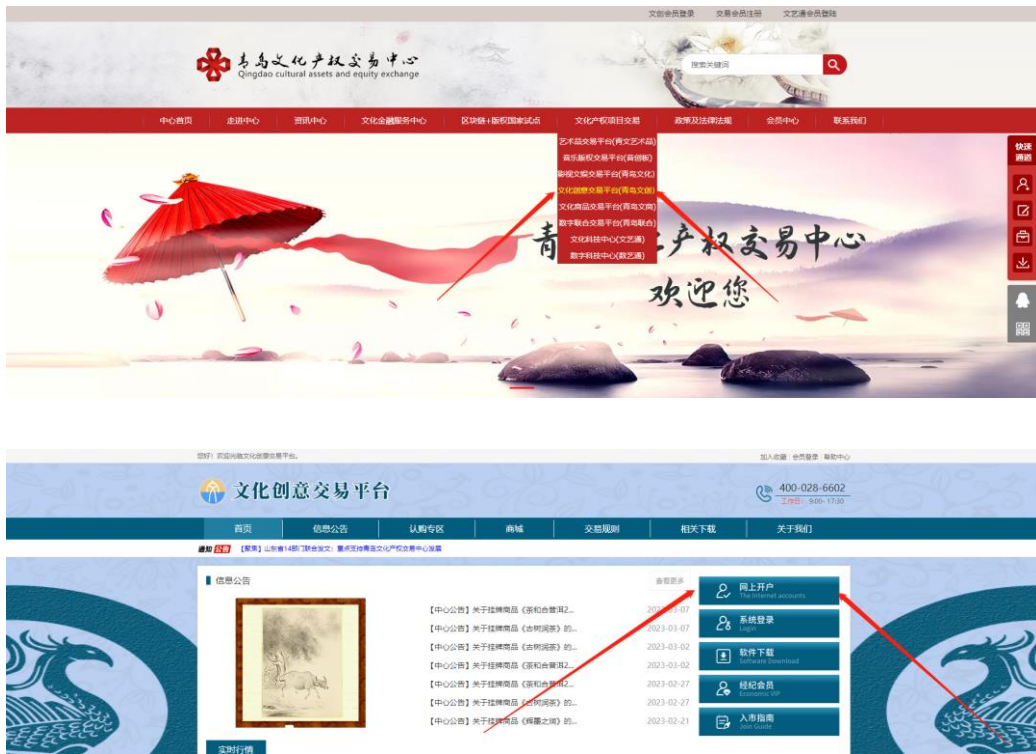 文创会员登录 交易会员注册 文艺通会员登陆
青岛文化产权交易中心
Qingdao cultural assets and equity exchange
搜索关键词
中心首页 走进中心 资讯中心 文化金融服务中心 区块链+版权国家试点 文化产权项目交易 政策及法律法规 会员中心 联系我们
艺术品交易平台(青文艺术品)
音乐版权交易平台(音创板)
影视文娱交易平台(青岛文化)
文化创意交易平台(青岛文创)
文化商品交易平台(青岛文商)
数字联合交易平台(青岛联合)
文化科技中心(文艺通)
数字科技中心(数艺通)
快速
通道
青 产权交易中心
欢迎您
您好！欢迎光临文化创意交易平台。
加入收藏 会员登录 帮助中心
文化创意交易平台
400-028-6602
工作日： 9:00- 17:30
首页 信息公告 认购专区 商城 交易规则 相关下载 关于我们
通知 公告 【聚焦】山东省14部门联合发文：重点支持青岛文化产权交易中心发展
信息公告 查看更多
【中心公告】关于挂牌商品《茶和合普洱2... 2023-03-07
【中心公告】关于挂牌商品《古树润茶》的... 2023-03-07
【中心公告】关于挂牌商品《古树润茶》的... 2023-03-02
【中心公告】关于挂牌商品《茶和合普洱2... 2023-03-02
【中心公告】关于挂牌商品《茶和合普洱2... 2023-02-27
【中心公告】关于挂牌商品《古树润茶》的... 2023-02-27
【中心公告】关于挂牌商品《辉墨之润》的... 2023-02-21
网上开户
The Internet accounts
系统登录
Login
软件下载
Software Download
经纪会员
Economic VIP
入市指南
Join Guide
实时行情